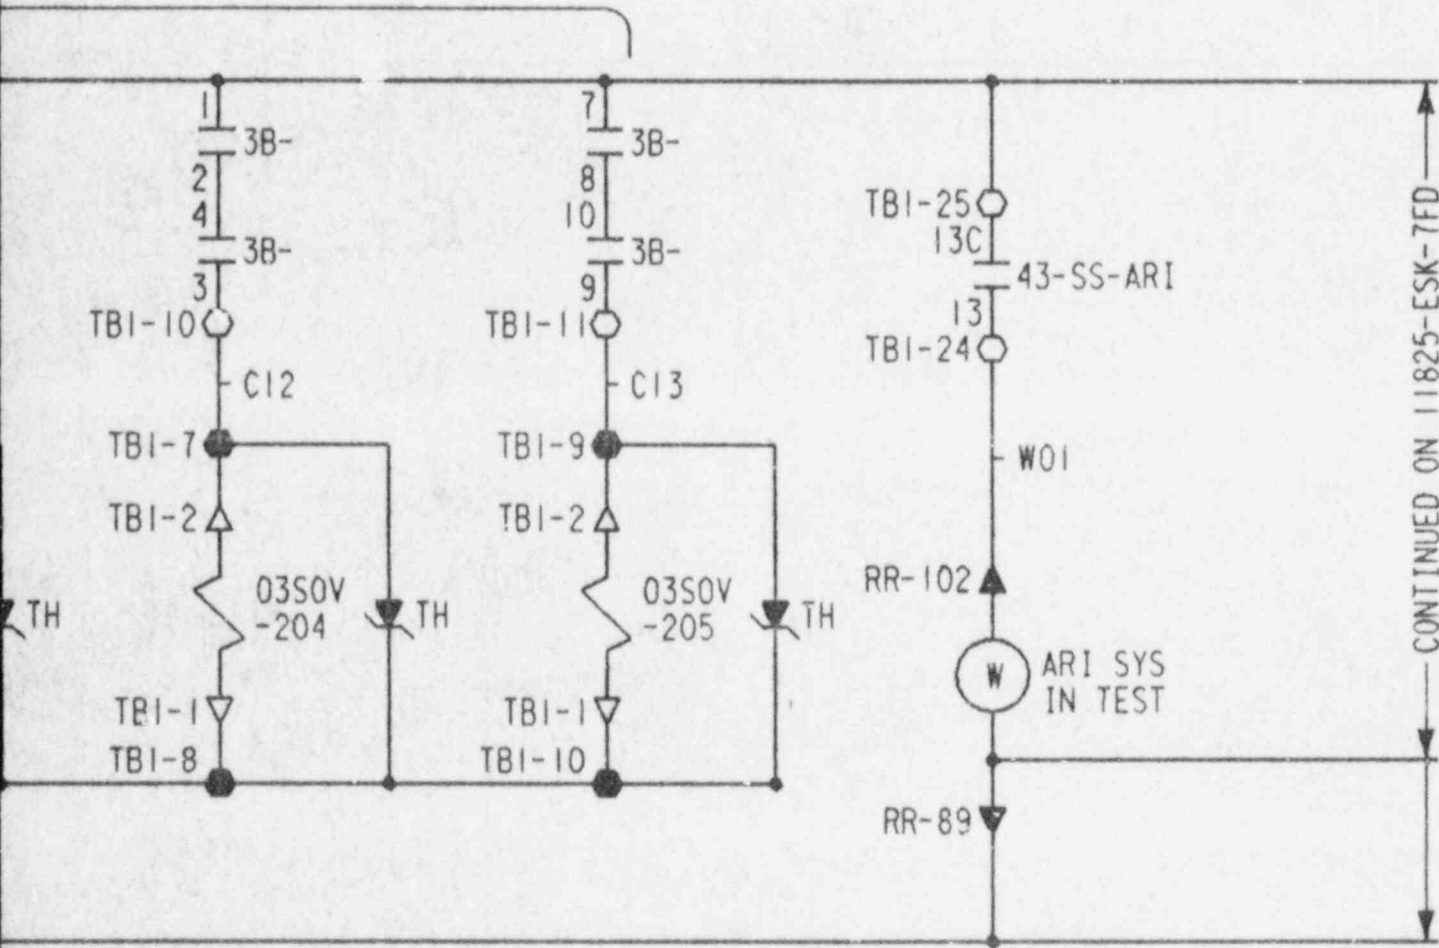 1
3B-
2
4
3B-
3
TB1-10
C12
TB1-7
TB1-2
03SOV
-204
TH
TH
TB1-1
TB1-8
7
3B-
8
10
3B-
9
TB1-11
C13
TB1-9
TB1-2
03SOV
-205
TH
TB1-1
TB1-10
TB1-25
13C
43-SS-ARI
13
TB1-24
W01
RR-102
W
ARI SYS
IN TEST
RR-89
CONTINUED ON 11825-ESK-7FD